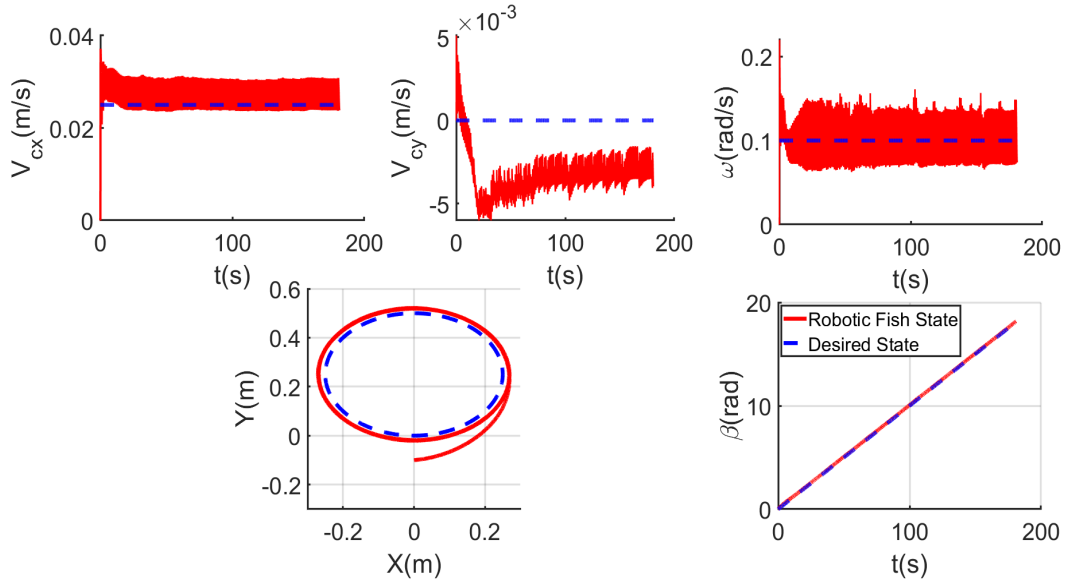 0.04
0.02
0
V_cx(m/s)
0
100
200
t(s)
×10^-3
5
0
-5
V_cy(m/s)
0
100
200
t(s)
0.2
0.1
0
ω(rad/s)
0
100
200
t(s)
0.6
0.4
0.2
0
-0.2
Y(m)
-0.2
0
0.2
X(m)
20
10
0
β(rad)
Robotic Fish State
Desired State
0
100
200
t(s)